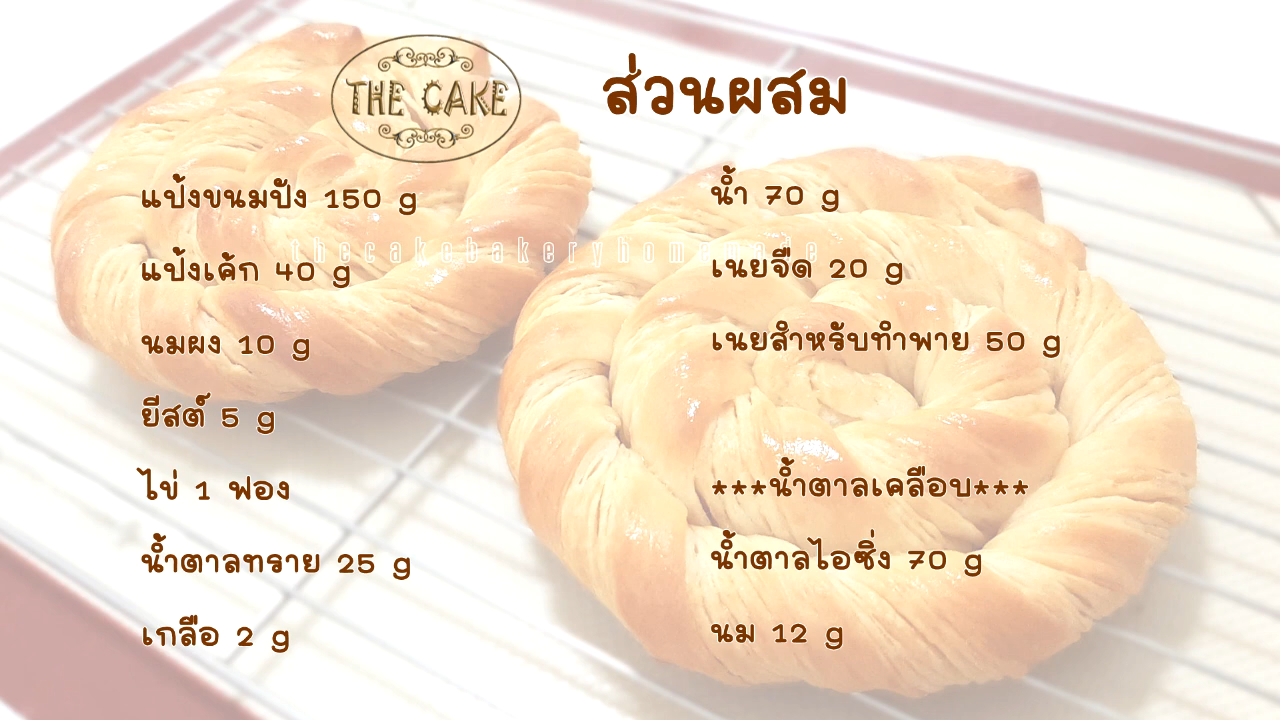 THE CAKE
ส่วนผสม
แป้งขนมปัง 150 g
แป้งเค้ก 40 g
นมผง 10 g
ยีสต์ 5 g
ไข่ 1 ฟอง
น้ำตาลทราย 25 g
เกลือ 2 g
น้ำ 70 g
เนยจืด 20 g
เนยสำหรับทำพาย 50 g
***น้ำตาลเคลือบ***
น้ำตาลไอซิ่ง 70 g
นม 12 g
thecakebakeryhomemade